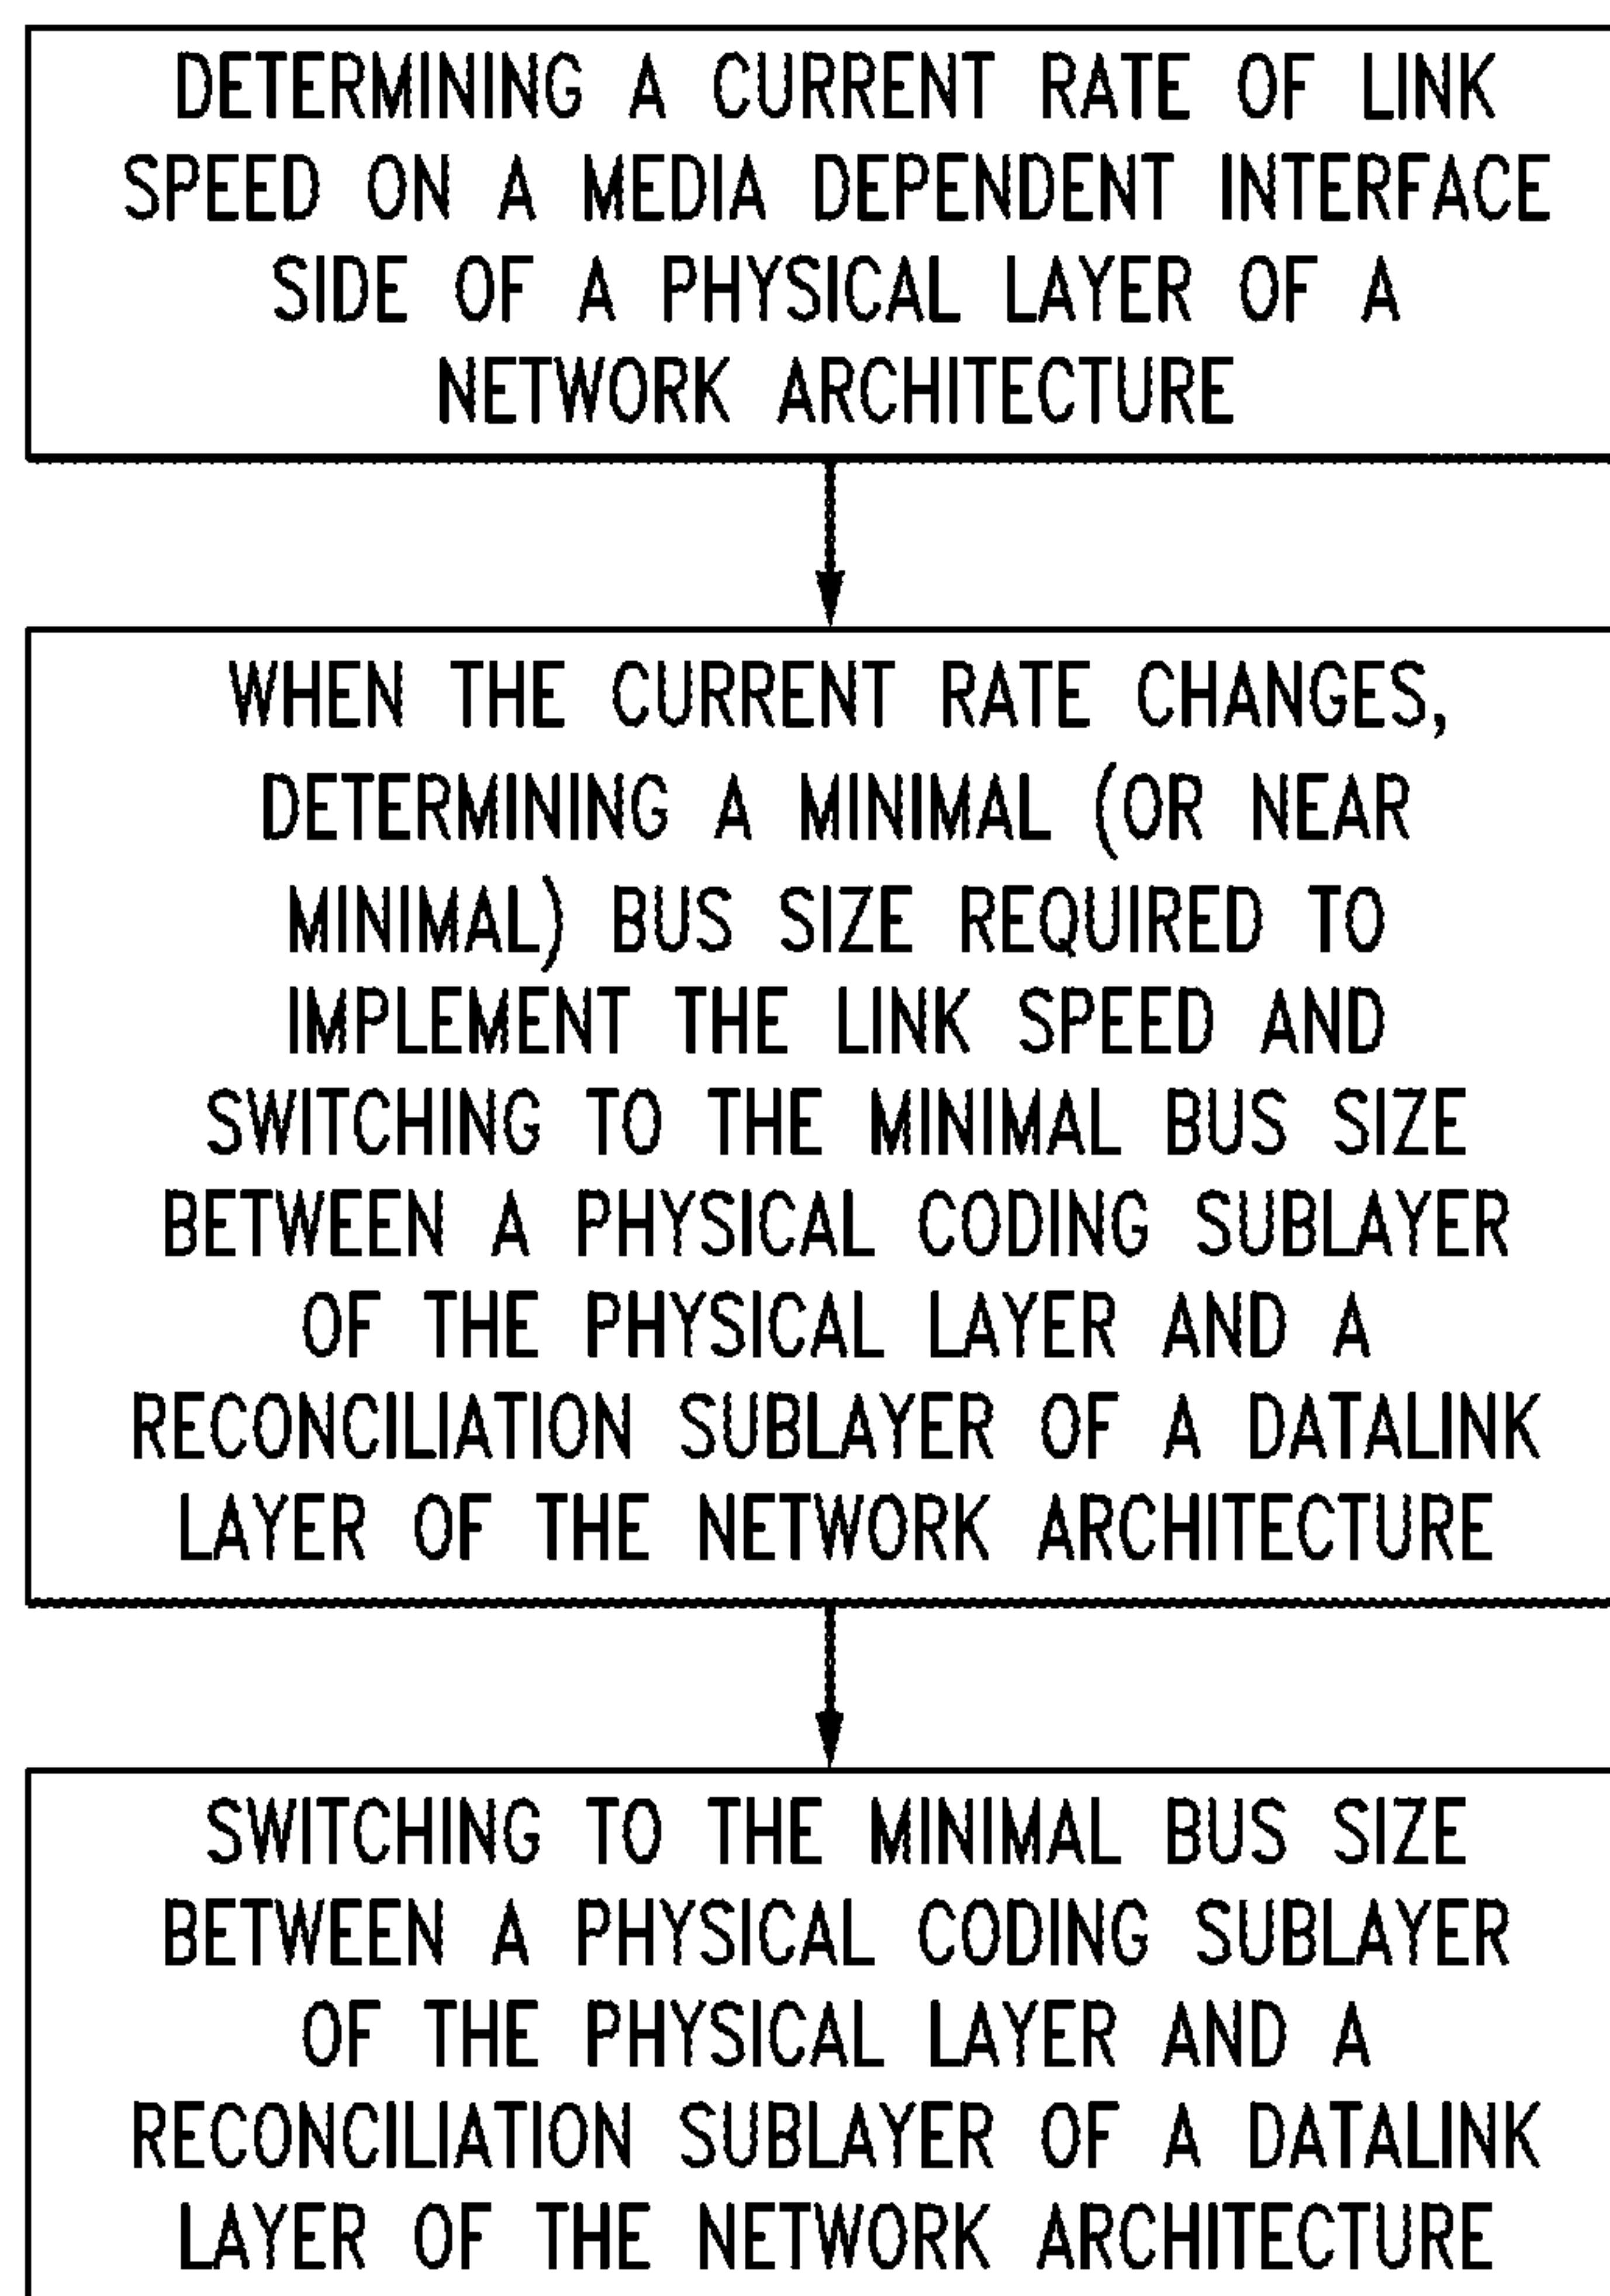 DETERMINING A CURRENT RATE OF LINK
SPEED ON A MEDIA DEPENDENT INTERFACE
SIDE OF A PHYSICAL LAYER OF A
NETWORK ARCHITECTURE
WHEN THE CURRENT RATE CHANGES,
DETERMINING A MINIMAL (OR NEAR
MINIMAL) BUS SIZE REQUIRED TO
IMPLEMENT THE LINK SPEED AND
SWITCHING TO THE MINIMAL BUS SIZE
BETWEEN A PHYSICAL CODING SUBLAYER
OF THE PHYSICAL LAYER AND A
RECONCILIATION SUBLAYER OF A DATALINK
LAYER OF THE NETWORK ARCHITECTURE
SWITCHING TO THE MINIMAL BUS SIZE
BETWEEN A PHYSICAL CODING SUBLAYER
OF THE PHYSICAL LAYER AND A
RECONCILIATION SUBLAYER OF A DATALINK
LAYER OF THE NETWORK ARCHITECTURE